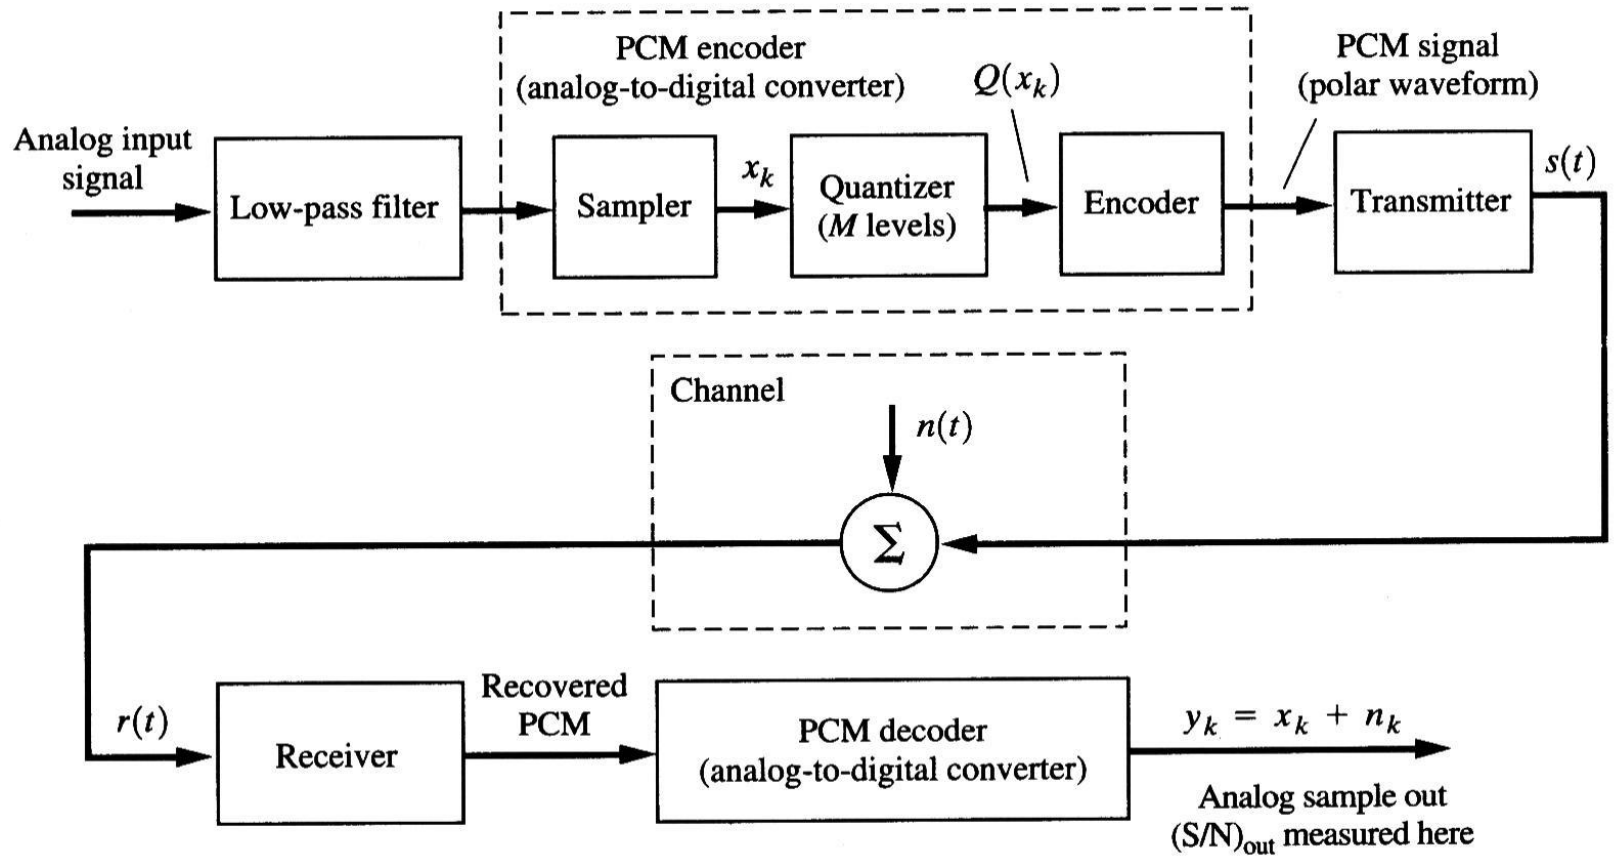 PCM encoder
(analog-to-digital converter)
Q(x_k)
PCM signal
(polar waveform)
Analog input
signal
Low-pass filter
Sampler
x_k
Quantizer
(M levels)
Encoder
Transmitter
s(t)
Channel
n(t)
Σ
r(t)
Receiver
Recovered
PCM
PCM decoder
(analog-to-digital converter)
y_k = x_k + n_k
Analog sample out
(S/N)_out measured here